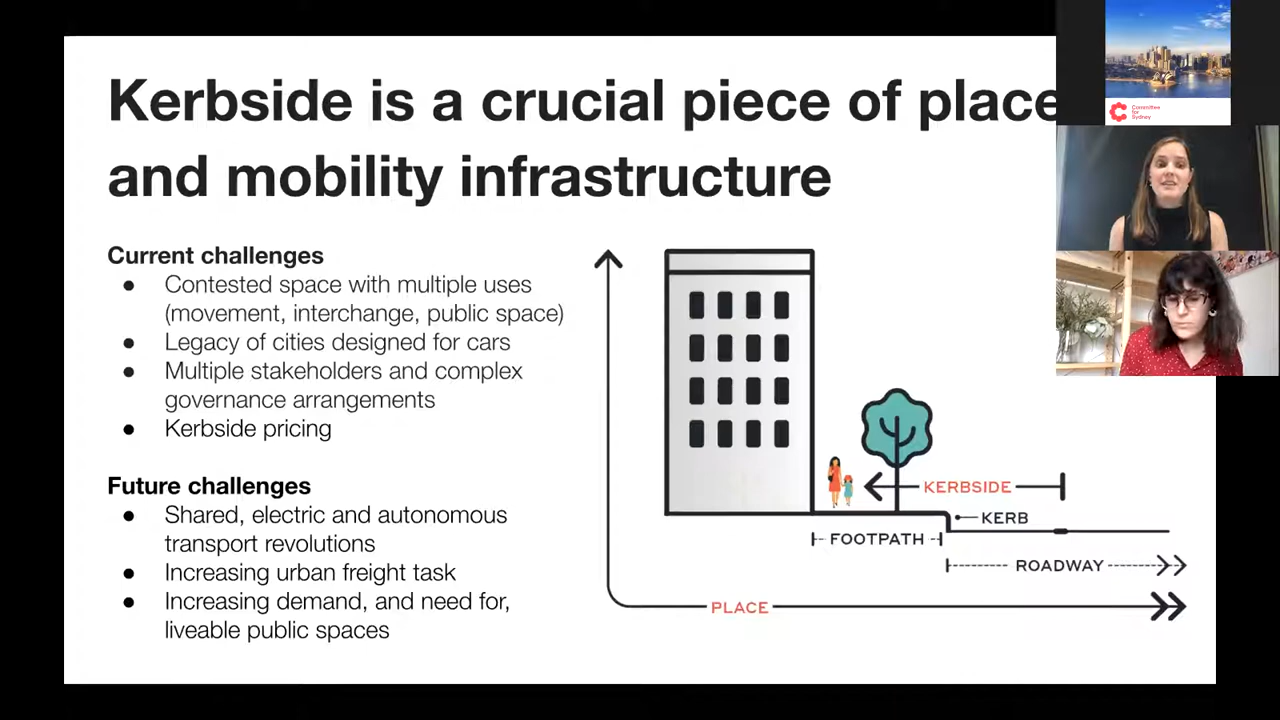 Kerbside is a crucial piece of place
and mobility infrastructure
Current challenges
● Contested space with multiple uses
(movement, interchange, public space)
● Legacy of cities designed for cars
● Multiple stakeholders and complex
governance arrangements
● Kerbside pricing
Future challenges
● Shared, electric and autonomous
transport revolutions
● Increasing urban freight task
● Increasing demand, and need for,
liveable public spaces
KERBSIDE
KERB
FOOTPATH
ROADWAY
PLACE
Committee
for
Sydney